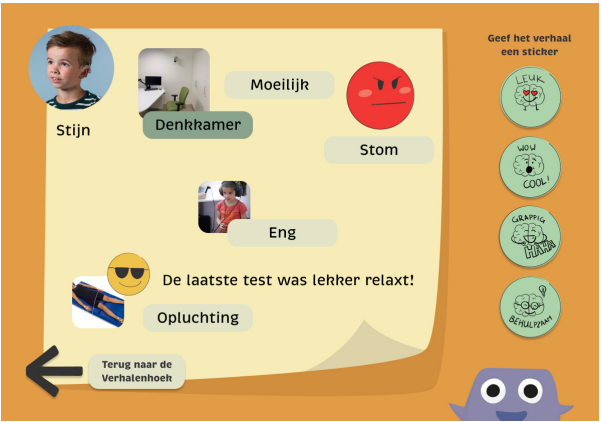 Geef het verhaal
een sticker
Moeilijk
Denkkamer
Stijn
Stom
Eng
De laatste test was lekker relaxt!
Opluchting
Terug naar de
Verhalenhoek
LEUK
WOW
COOL!
GRAPPIG
HAHA
BEHULPZAAM